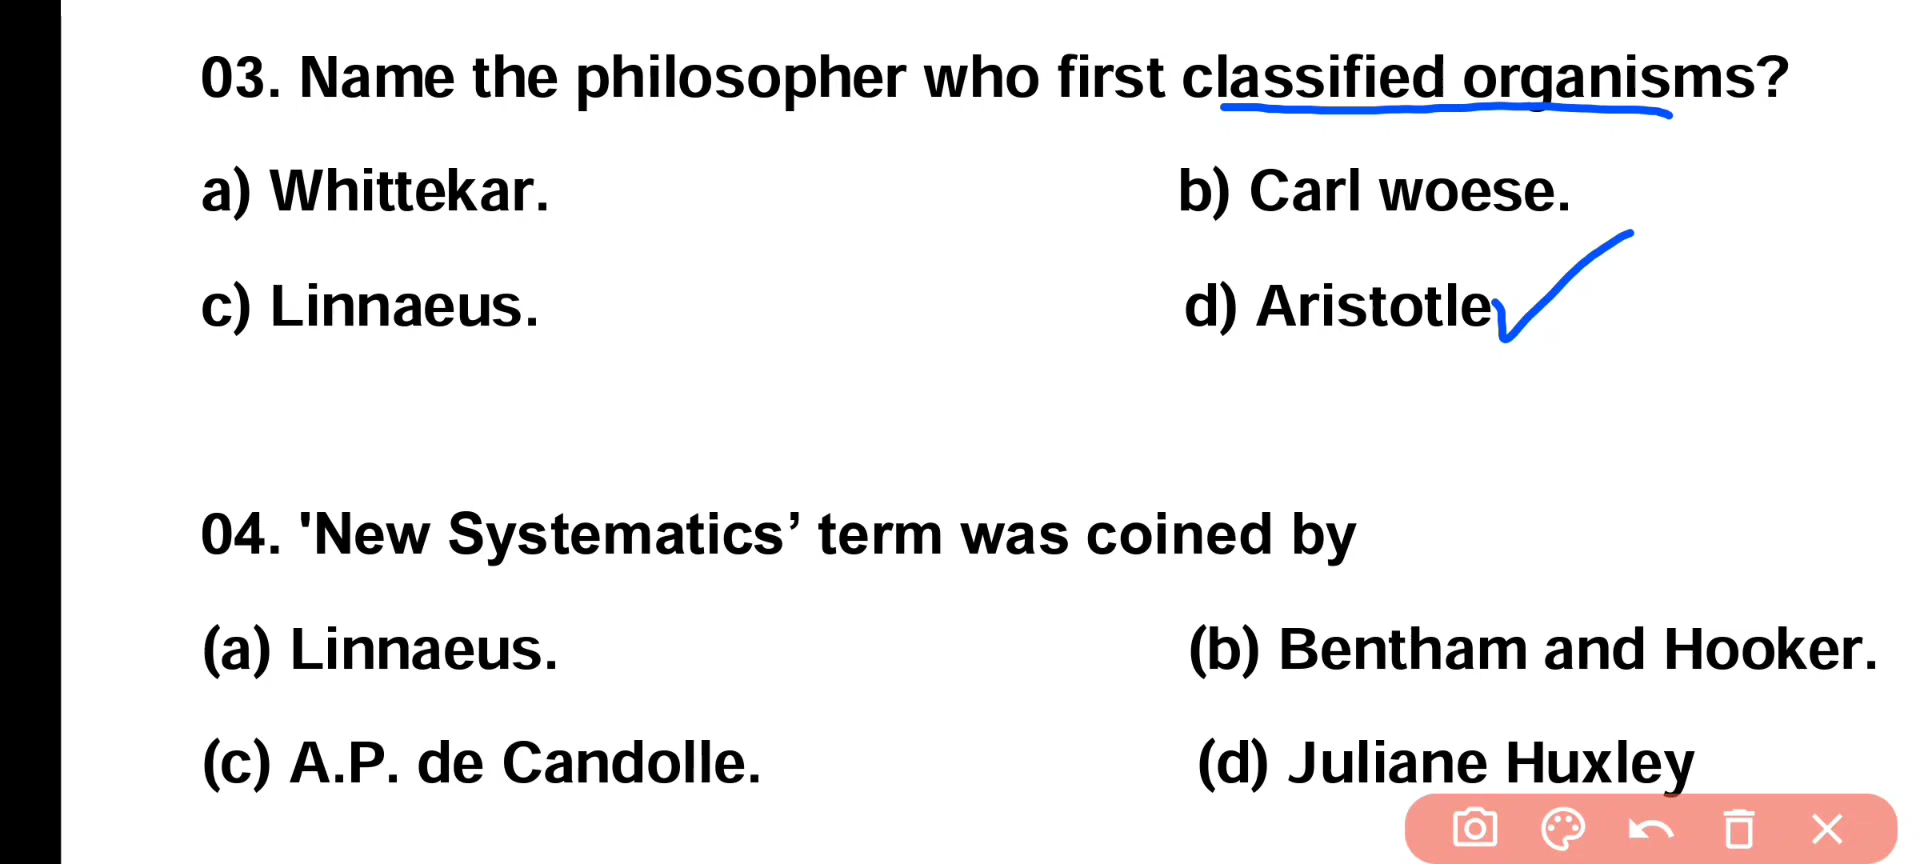 03. Name the philosopher who first classified organisms?
a) Whittekar. b) Carl woese.
c) Linnaeus. d) Aristotle
04. 'New Systematics’ term was coined by
(a) Linnaeus. (b) Bentham and Hooker.
(c) A.P. de Candolle. (d) Juliane Huxley